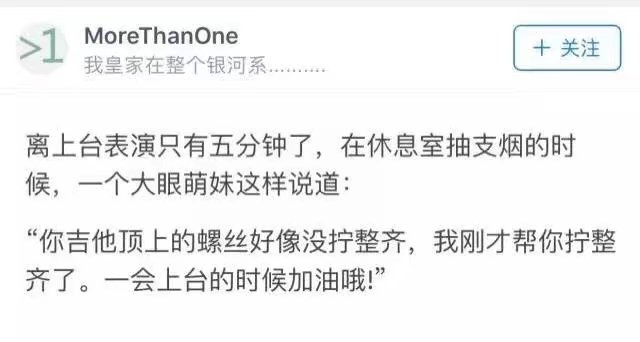 >1
MoreThanOne
我皇家在整个银河系..........
+ 关注
离上台表演只有五分钟了，在休息室抽支烟的时
候，一个大眼萌妹这样说道：
“你吉他顶上的螺丝好像没拧整齐，我刚才帮你拧整
齐了。一会上台的时候加油哦!”